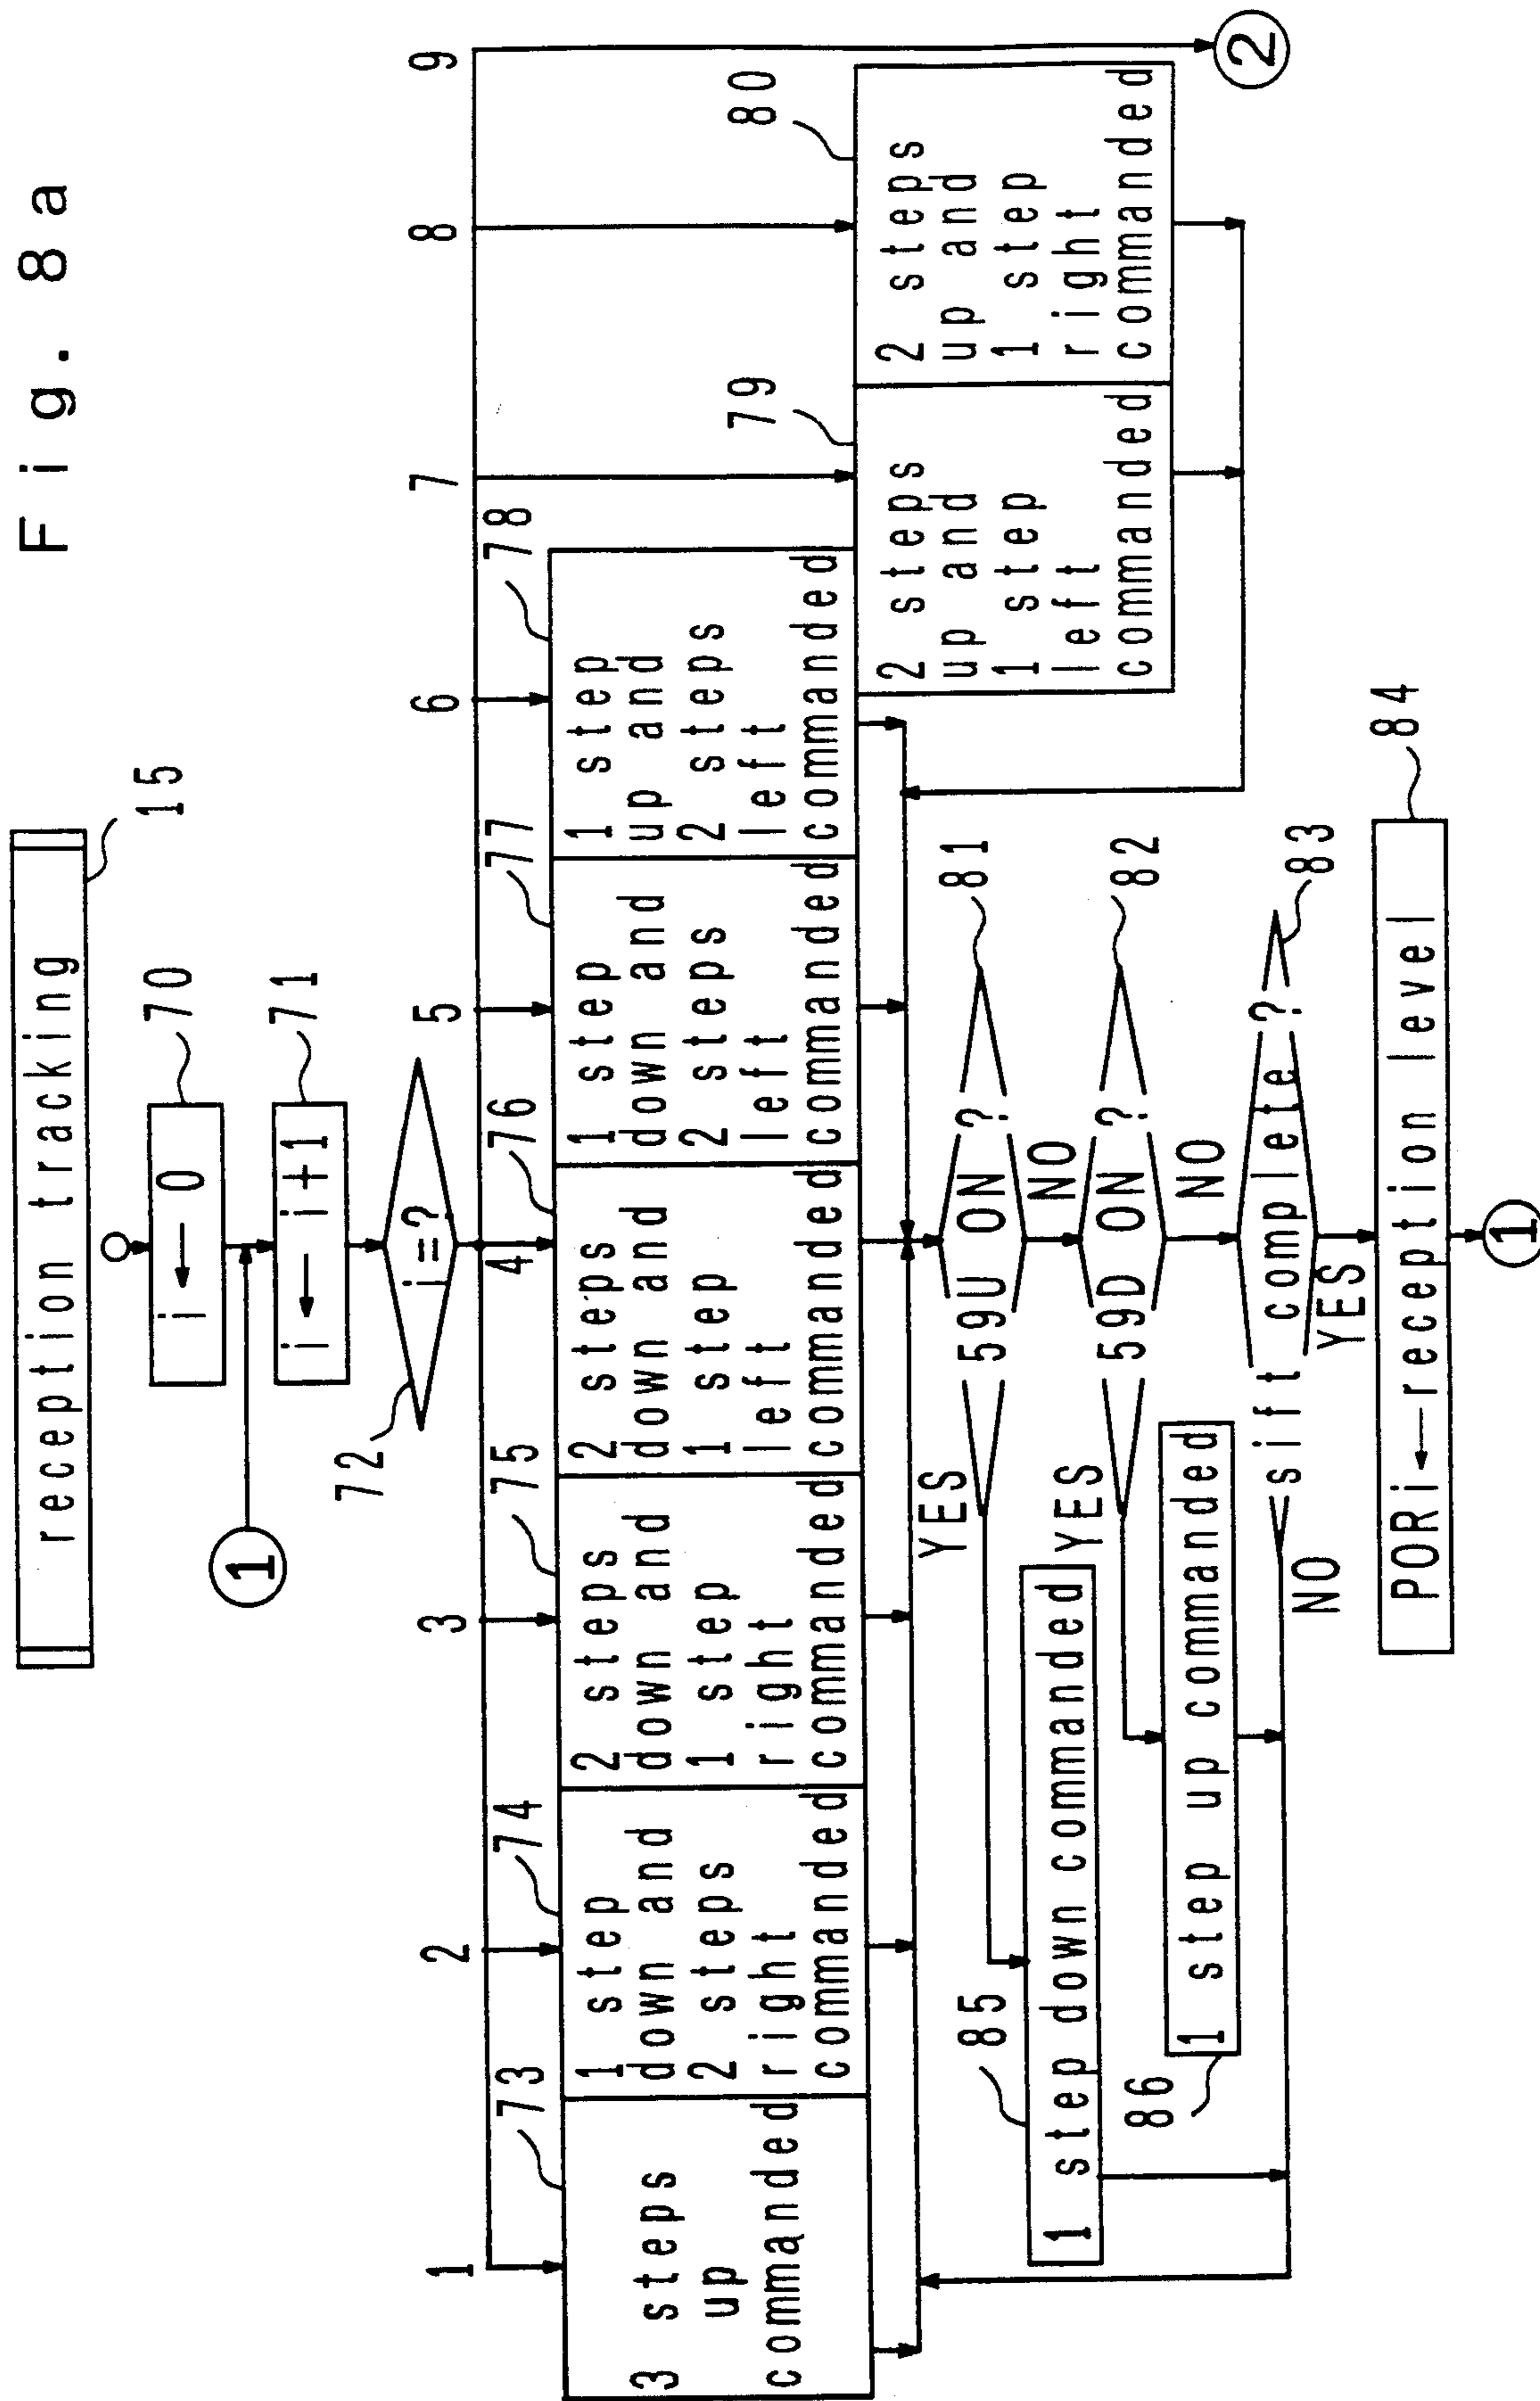 Fig. 8a
reception tracking
15
i ← 0
70
1
i ← i+1
71
72
i=?
1
2
3
4
5
6
7
8
9
73
3 steps
up
commanded
74
1 step
down and
2 steps
right
commanded
75
2 steps
down and
1 step
right
commanded
76
2 steps
down and
1 step
left
commanded
77
1 step
down and
2 steps
left
commanded
78
1 step
up and
2 steps
left
commanded
79
2 steps
up and
1 step
left
commanded
80
2 steps
up and
1 step
right
commanded
2
YES
59U ON ?
81
NO
85
1 step down commanded
YES
59D ON ?
82
NO
86
1 step up commanded
sift complete ?
83
NO
YES
PORi ← reception level
84
1